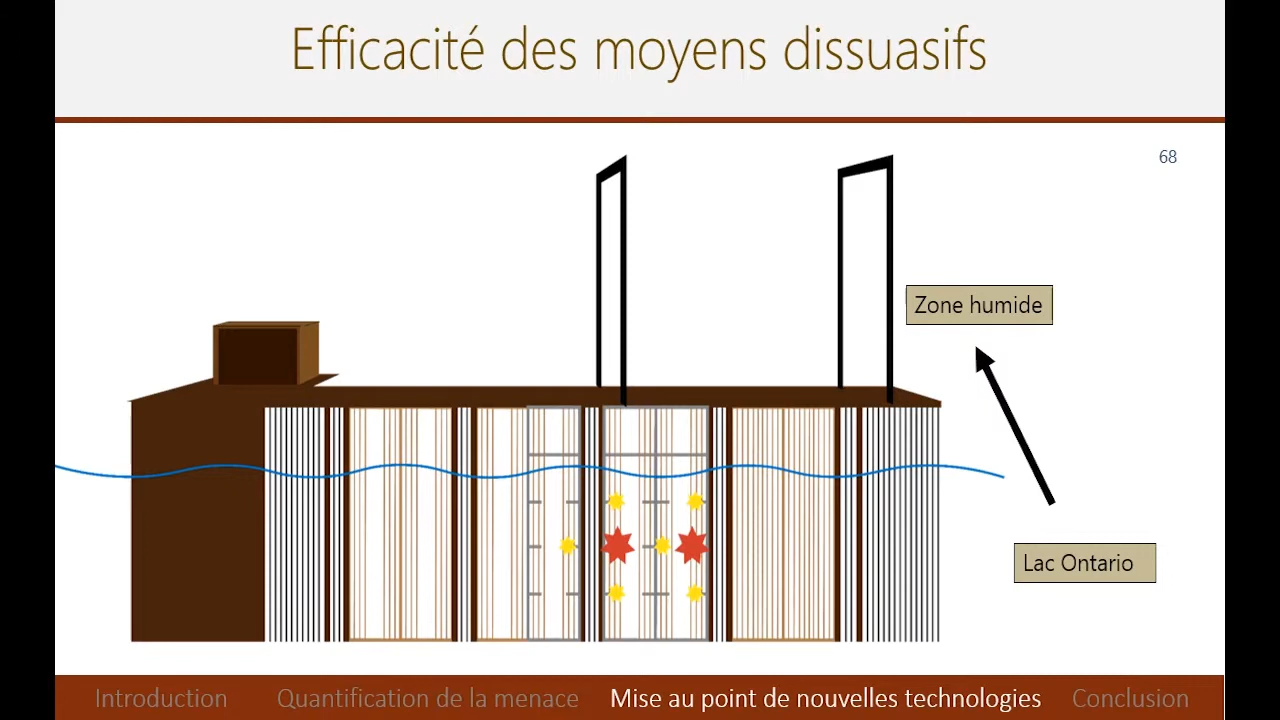 Efficacité des moyens dissuasifs
68
Zone humide
Lac Ontario
Introduction Quantification de la menace Mise au point de nouvelles technologies Conclusion